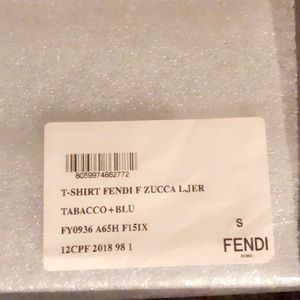 8059974862772
T-SHIRT FENDI F ZUCCA L.JER
TABACCO+BLU
FY0936 A65H F15IX
12CPF 2018 98 1
S
FENDI
ROMA